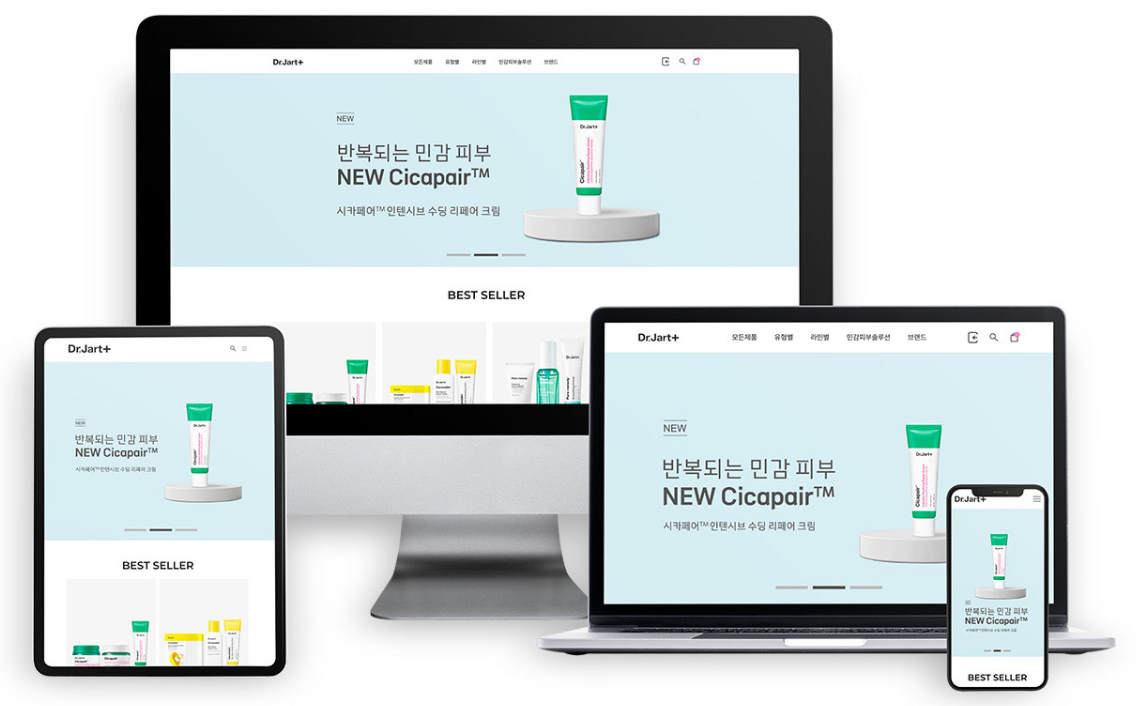 Dr.Jart+
모든제품 유형별 라인별 민감피부솔루션 브랜드
NEW
반복되는 민감 피부
NEW Cicapair™
시카페어™ 인텐시브 수딩 리페어 크림
Dr.Jart+
Cicapair™
BEST SELLER
Dr.Jart+
NEW
반복되는 민감 피부
NEW Cicapair™
시카페어™ 인텐시브 수딩 리페어 크림
Cicapair™
BEST SELLER
Dr.Jart+
모든제품 유형별 라인별 민감피부솔루션 브랜드
NEW
반복되는 민감 피부
NEW Cicapair™
시카페어™ 인텐시브 수딩 리페어 크림
Dr.Jart+
Cicapair™
Dr.Jart+
반복되는 민감 피부
NEW Cicapair™
시카페어™ 인텐시브 수딩 리페어 크림
BEST SELLER